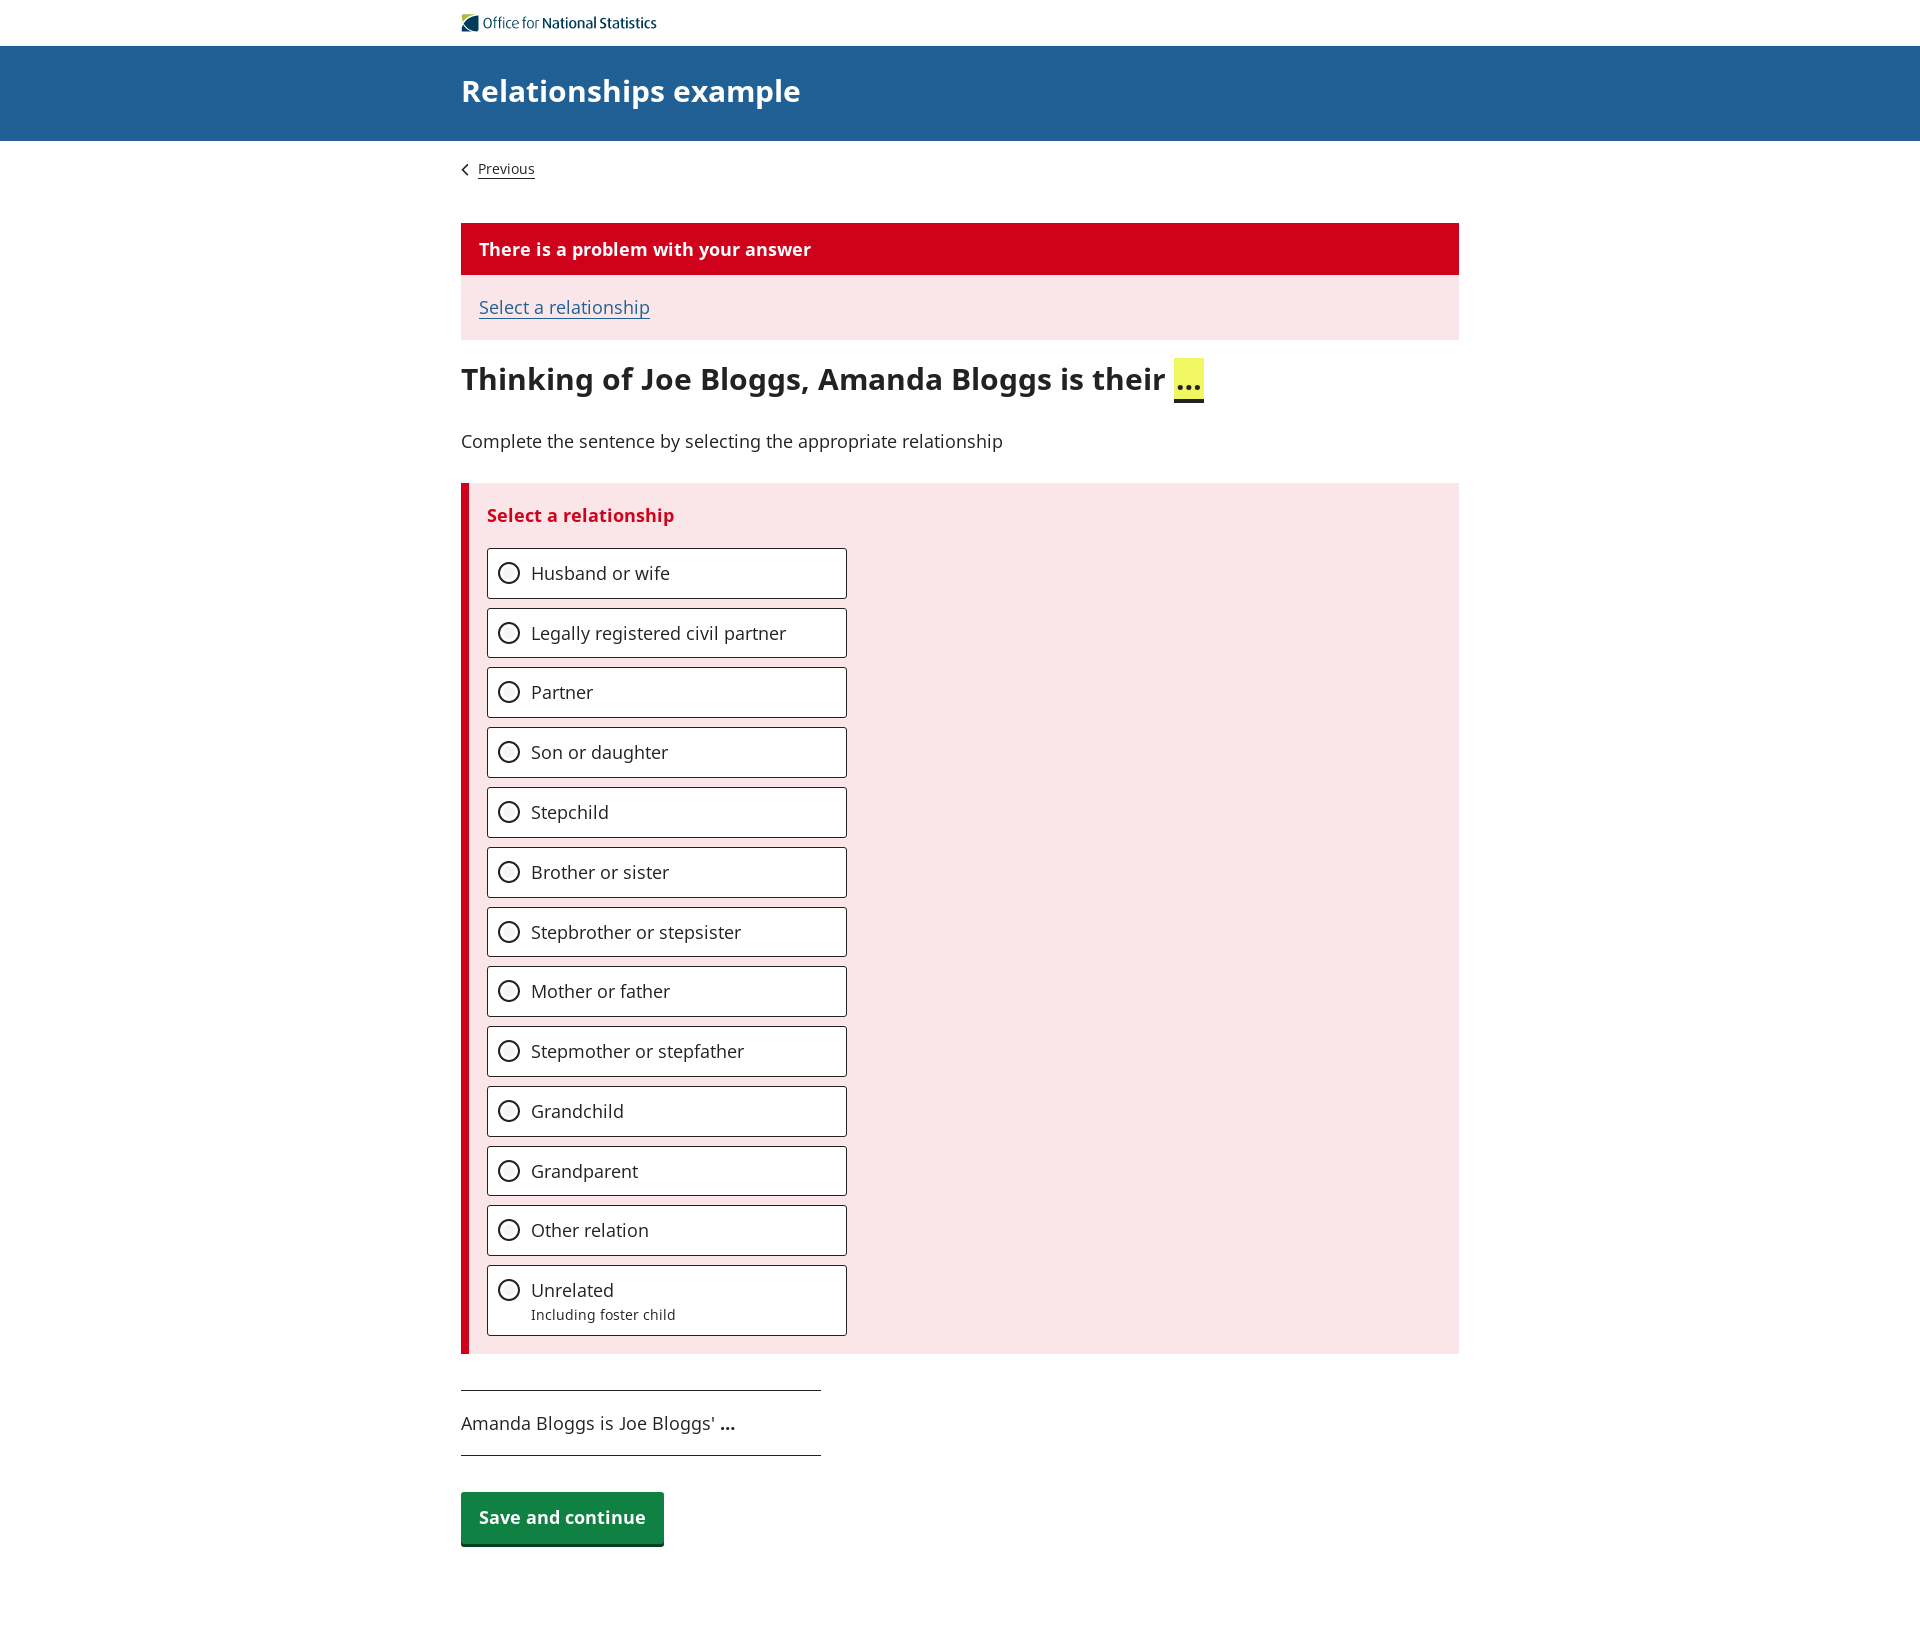 Office for National Statistics
Relationships example
Previous
There is a problem with your answer
Select a relationship
Thinking of Joe Bloggs, Amanda Bloggs is their ...
Complete the sentence by selecting the appropriate relationship
Select a relationship
Husband or wife
Legally registered civil partner
Partner
Son or daughter
Stepchild
Brother or sister
Stepbrother or stepsister
Mother or father
Stepmother or stepfather
Grandchild
Grandparent
Other relation
Unrelated
Including foster child
Amanda Bloggs is Joe Bloggs' ...
Save and continue